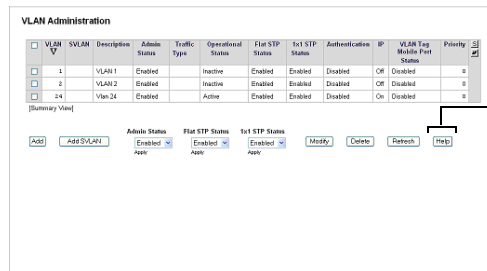 VLAN Administration
VLAN SVLAN Description Admin Status Traffic Type Operational Status Flat STP Status 1x1 STP Status Authentication IP VLAN Tag Mobile Port Status Priority
1 VLAN 1 Enabled Inactive Enabled Enabled Disabled Off Disabled 0
2 VLAN 2 Enabled Inactive Enabled Enabled Disabled Off Disabled 0
24 Vlan 24 Enabled Active Enabled Enabled Disabled On Disabled 0
[Summary View]
Admin Status Flat STP Status 1x1 STP Status
Add Add SVLAN Enabled Enabled Enabled Modify Delete Refresh Help
Apply Apply Apply